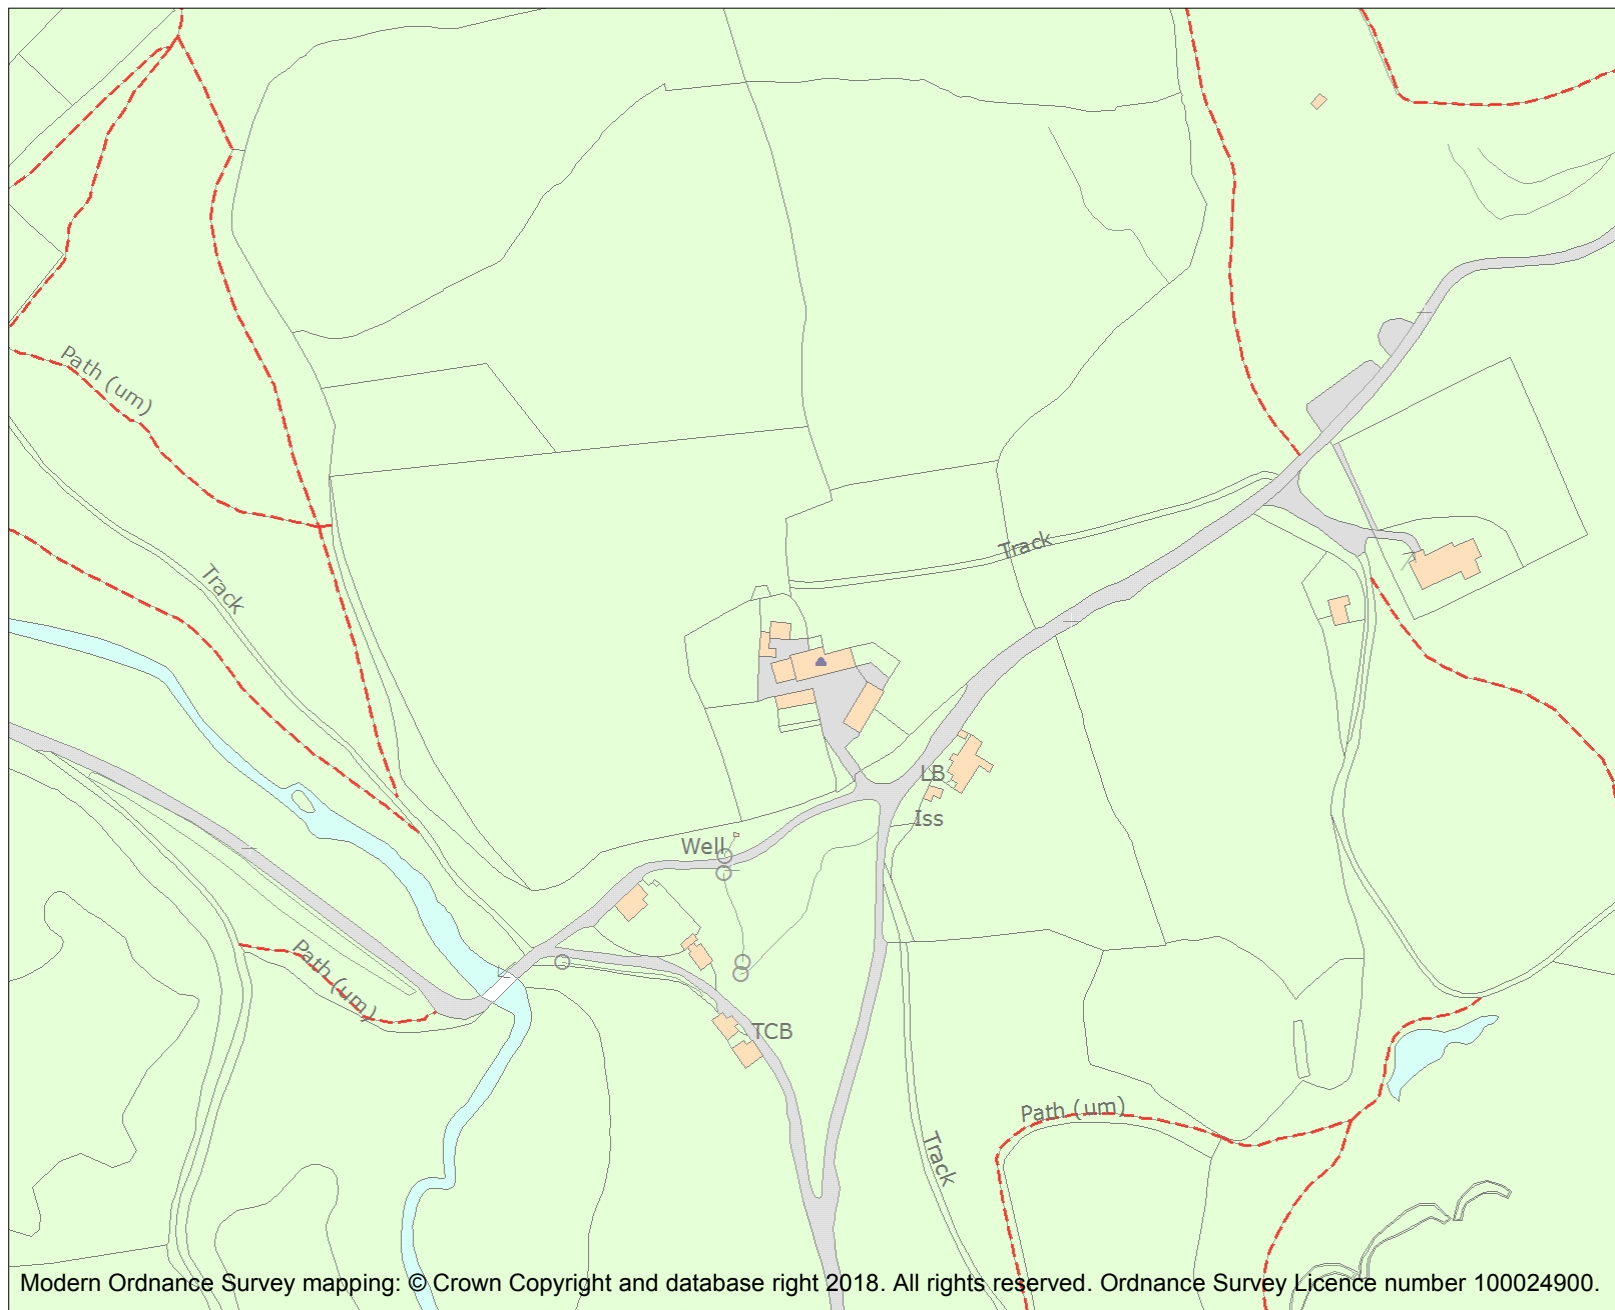 Path (um)
Track
Track
LB
Iss
Well
Path (um)
TCB
Path (um)
Track
Modern Ordnance Survey mapping: © Crown Copyright and database right 2018. All rights reserved. Ordnance Survey Licence number 100024900.